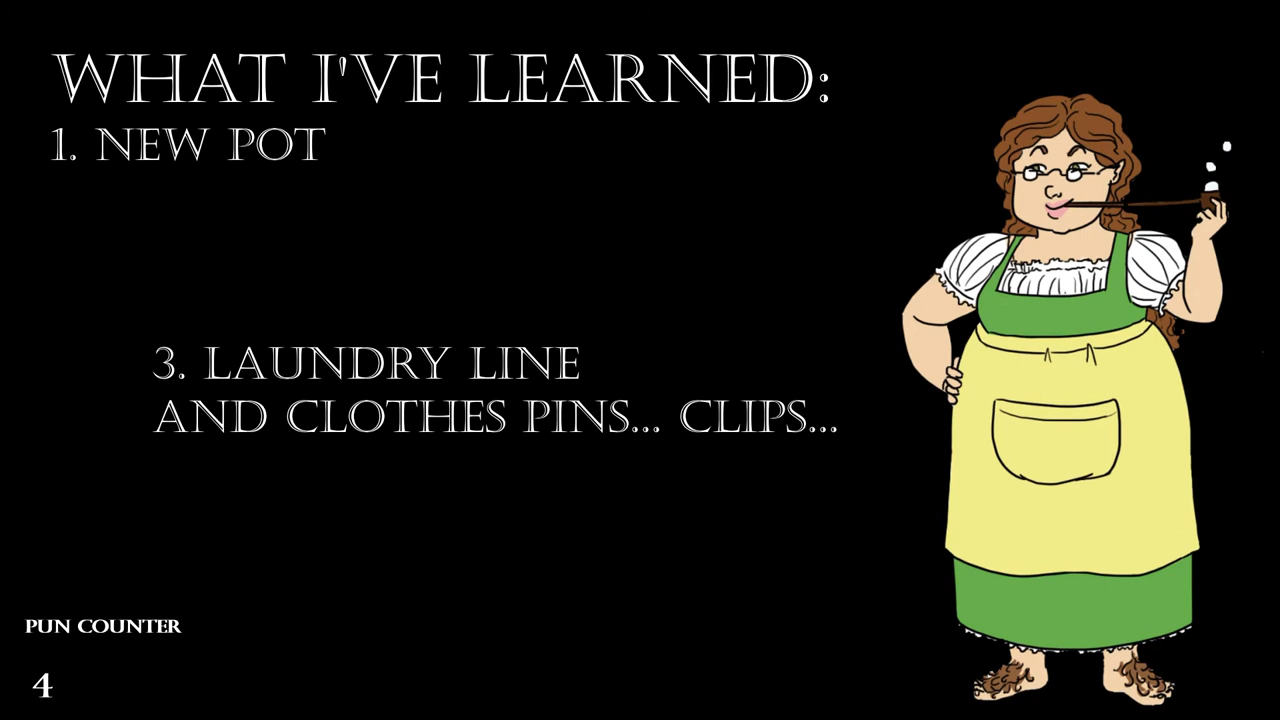 WHAT I'VE LEARNED:
1. NEW POT
3. LAUNDRY LINE
AND CLOTHES PINS... CLIPS...
PUN COUNTER
4